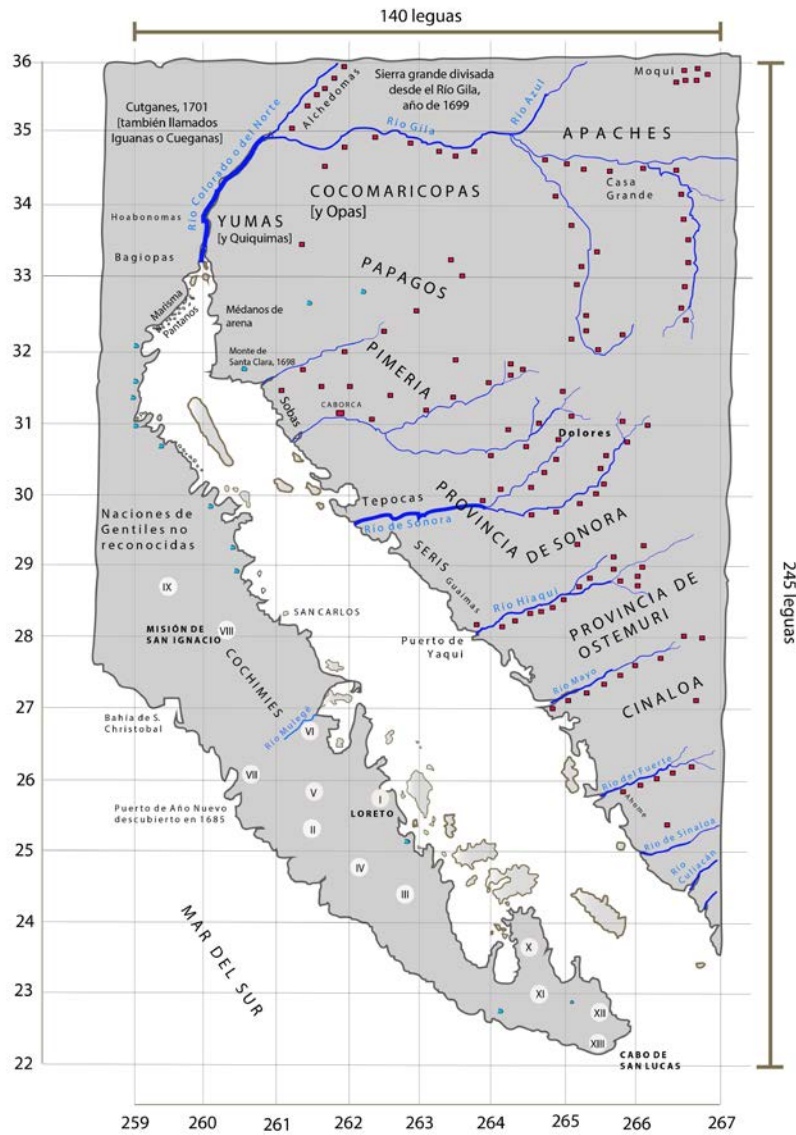 140 leguas
36
Cutganes, 1701
[también llamados
Iguanas o Cueganas]
Alchedomas
Sierra grande divisada
desde el Río Gila,
año de 1699
Río Azul
Moqui
35
Río Colorado o del Norte
Río Gila
APACHES
34
Hoabonomas
COCOMARICOPAS
[y Opas]
Casa
Grande
YUMAS
[y Quiquimas]
Bagiopas
33
PAPAGOS
Marisma
Pantanos
Médanos de
arena
32
Monte de
Santa Clara, 1698
PIMERIA
31
Sobas
CABORCA
Dolores
30
Tepocas
Río de Sonora
PROVINCIA
DE SONORA
Naciones de
Gentiles no
reconocidas
29
SERIS
Guaimas
IX
SAN CARLOS
Río Hiaqui
PROVINCIA DE
OSTEMURI
245 leguas
MISIÓN DE
SAN IGNACIO
VIII
28
Puerto de
Yaqui
COCHIMIES
Río Mayo
27
CINALOA
Bahía de S.
Christobal
Río Mulegé
VI
26
VII
V
I
LORETO
Río del Fuerte
Ahome
Puerto de Año Nuevo
descubierto en 1685
II
25
Río de Sinaloa
Río
Culiacán
IV
III
24
MAR DEL SUR
X
23
XI
XII
XIII
22
CABO DE
SAN LUCAS
259 260 261 262 263 264 265 266 267